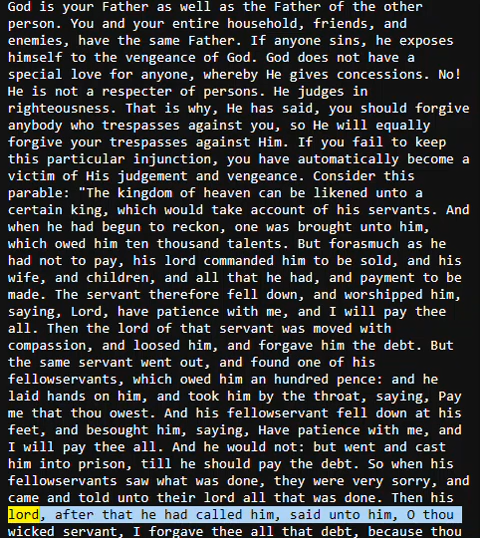 God is your Father as well as the Father of the other
person. You and your entire household, friends, and
enemies, have the same Father. If anyone sins, he exposes
himself to the vengeance of God. God does not have a
special love for anyone, whereby He gives concessions. No!
He is not a respecter of persons. He judges in
righteousness. That is why, He has said, you should forgive
anybody who trespasses against you, so He will equally
forgive your trespasses against Him. If you fail to keep
this particular injunction, you have automatically become a
victim of His judgement and vengeance. Consider this
parable: "The kingdom of heaven can be likened unto a
certain king, which would take account of his servants. And
when he had begun to reckon, one was brought unto him,
which owed him ten thousand talents. But forasmuch as he
had not to pay, his lord commanded him to be sold, and his
wife, and children, and all that he had, and payment to be
made. The servant therefore fell down, and worshipped him,
saying, Lord, have patience with me, and I will pay thee
all. Then the lord of that servant was moved with
compassion, and loosed him, and forgave him the debt. But
the same servant went out, and found one of his
fellowservants, which owed him an hundred pence: and he
laid hands on him, and took him by the throat, saying, Pay
me that thou owest. And his fellowservant fell down at his
feet, and besought him, saying, Have patience with me, and
I will pay thee all. And he would not: but went and cast
him into prison, till he should pay the debt. So when his
fellowservants saw what was done, they were very sorry, and
came and told unto their lord all that was done. Then his
lord, after that he had called him, said unto him, O thou
wicked servant, I forgave thee all that debt, because thou